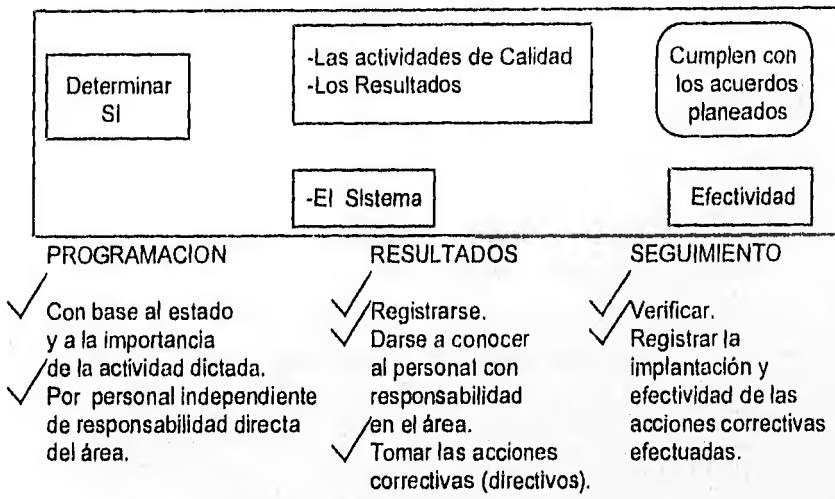 Determinar
SI
-Las actividades de Calidad
-Los Resultados
Cumplen con
los acuerdos
planeados
-El Sistema
Efectividad
PROGRAMACION
Con base al estado
y a la importancia
de la actividad dictada.
Por personal independiente
de responsabilidad directa
del área.
RESULTADOS
Registrarse.
Darse a conocer
al personal con
responsabilidad
en el área.
Tomar las acciones
correctivas (directivos).
SEGUIMIENTO
Verificar.
Registrar la
implantación y
efectividad de las
acciones correctivas
efectuadas.